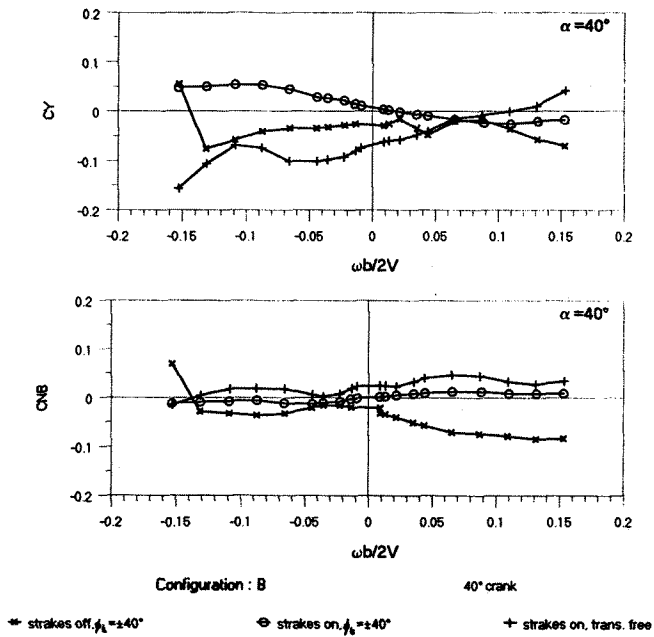 α=40°
0.2
0.1
CY
0
-0.1
-0.2
-0.2 -0.15 -0.1 -0.05 0 0.05 0.1 0.15 0.2
ωb/2V
α=40°
0.2
0.1
CNB
0
-0.1
-0.2
-0.2 -0.15 -0.1 -0.05 0 0.05 0.1 0.15 0.2
ωb/2V
Configuration : B 40° crank
strakes off, =±40° strakes on, =±40° strakes on, trans. free